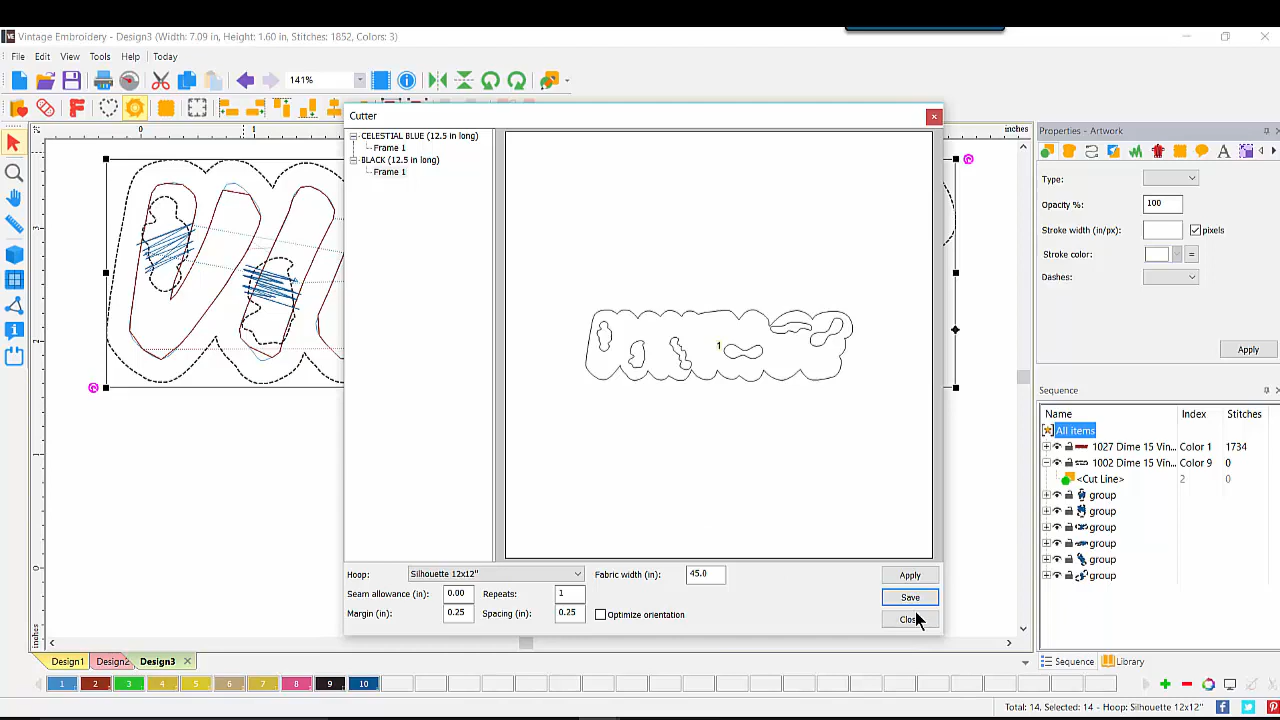 Vintage Embroidery - Design3 (Width: 7.09 in, Height: 1.60 in, Stitches: 1852, Colors: 3)
File Edit View Tools Help Today
141%
Cutter
CELESTIAL BLUE (12.5 in long)
Frame 1
BLACK (12.5 in long)
Frame 1
1
Hoop: Silhouette 12x12" Fabric width (in): 45.0 Apply
Seam allowance (in): 0.00 Repeats: 1 Save
Margin (in): 0.25 Spacing (in): 0.25 Optimize orientation
0 1 inches
3
2
1
0
inches
Properties - Artwork
Type:
Opacity %: 100
Stroke width (in/px): pixels
Stroke color: =
Dashes:
Apply
Sequence
Name Index Stitches
All items
1027 Dime 15 Vin... Color 1 1734
1002 Dime 15 Vin... Color 9 0
<Cut Line> 2 0
group
group
group
group
group
group
Sequence Library
Design1 Design2 Design3
1 2 3 4 5 6 7 8 9 10
Total: 14, Selected: 14 - Hoop: Silhouette 12x12"